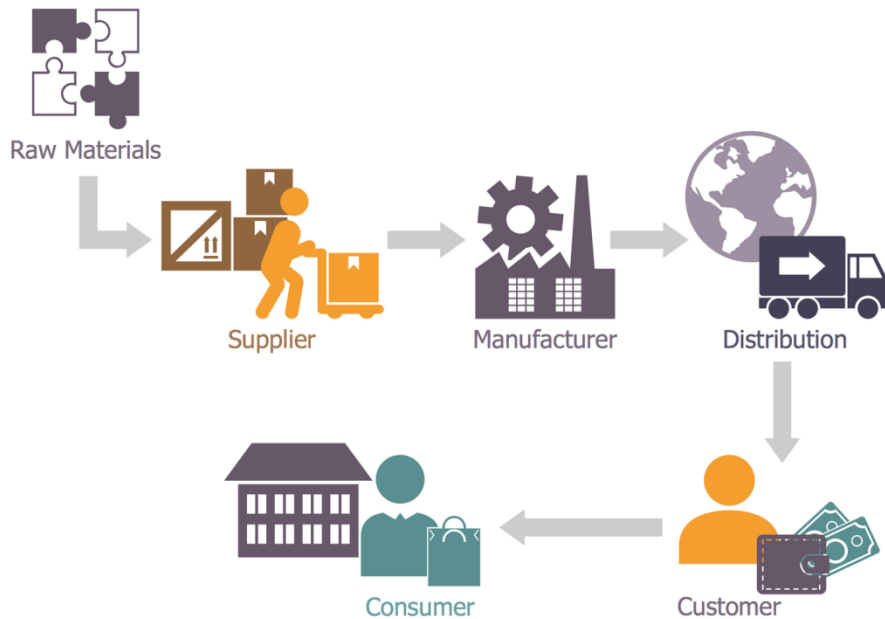 Raw Materials
Supplier
Manufacturer
Distribution
Consumer
Customer